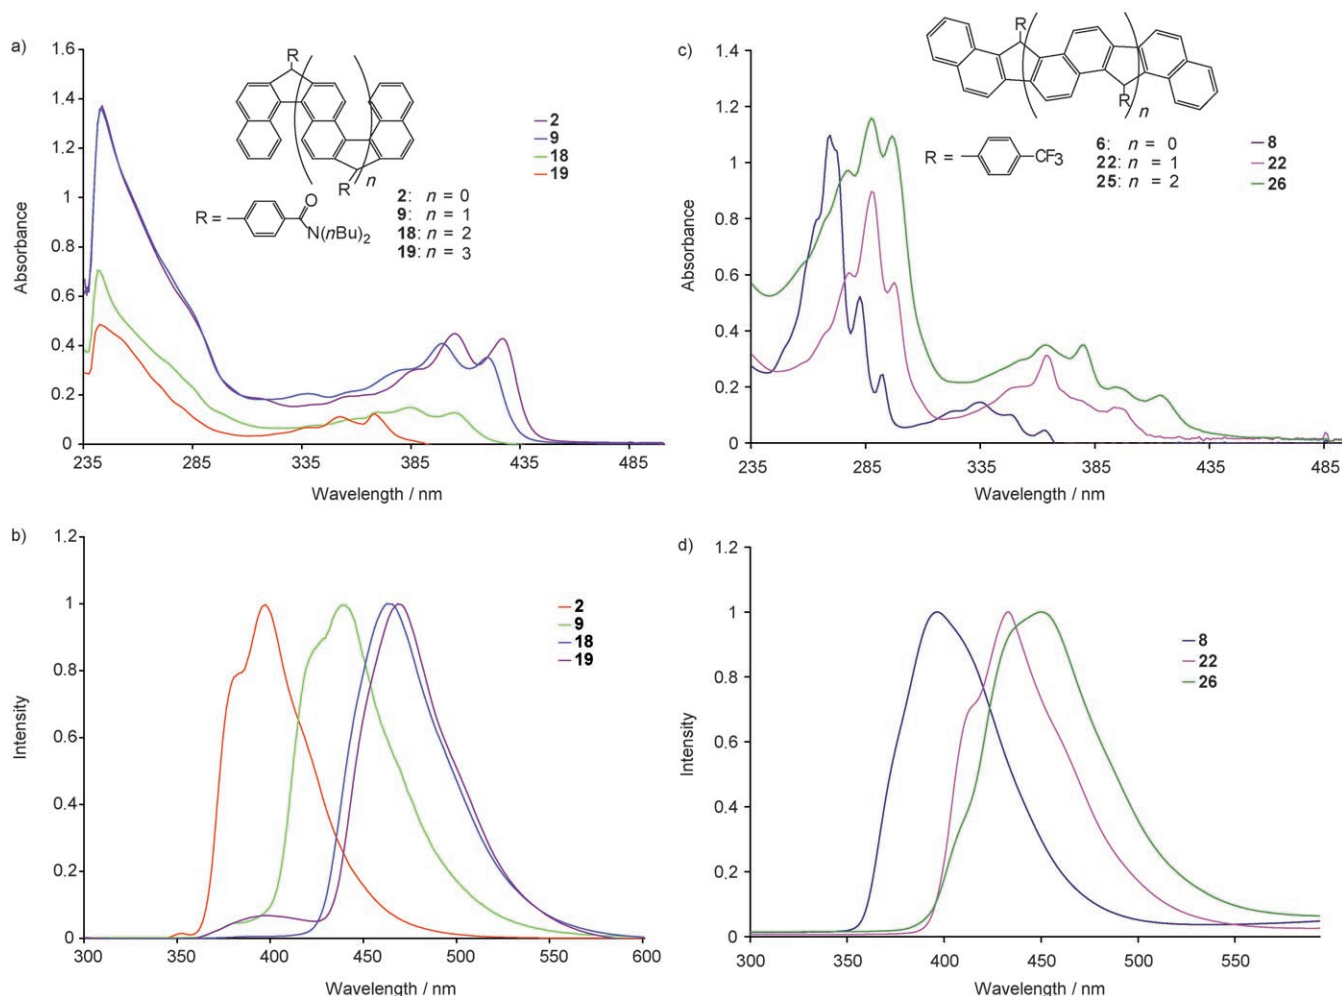 a)
1.6
1.4
1.2
1
0.8
0.6
0.4
0.2
0
Absorbance
235 285 335 385 435 485
Wavelength / nm
R
R
n
R =
O
N(nBu)2
2: n = 0
9: n = 1
18: n = 2
19: n = 3
2
9
18
19
c)
1.4
1.2
1
0.8
0.6
0.4
0.2
0
Absorbance
235 285 335 385 435 485
Wavelength / nm
R
R
n
R =
CF3
6: n = 0
22: n = 1
25: n = 2
8
22
26
b)
1.2
1
0.8
0.6
0.4
0.2
0
Intensity
300 350 400 450 500 550 600
Wavelength / nm
2
9
18
19
d)
1.2
1
0.8
0.6
0.4
0.2
0
Intensity
300 350 400 450 500 550
Wavelength / nm
8
22
26